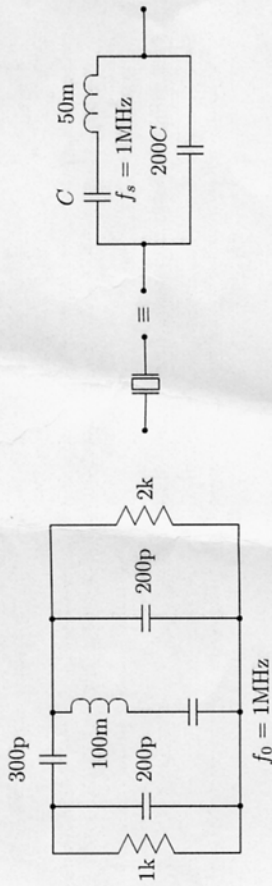 300p
1k
200p
100m
200p
2k
f₀ = 1MHz
≡
C
50m
fₛ = 1MHz
200C